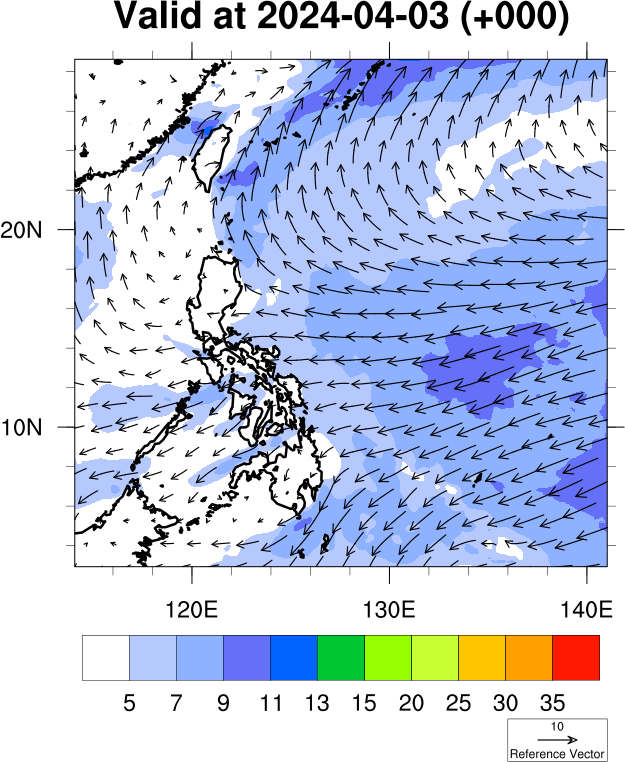 Valid at 2024-04-03 (+000)
20N
10N
120E 130E 140E
5 7 9 11 13 15 20 25 30 35
10
Reference Vector